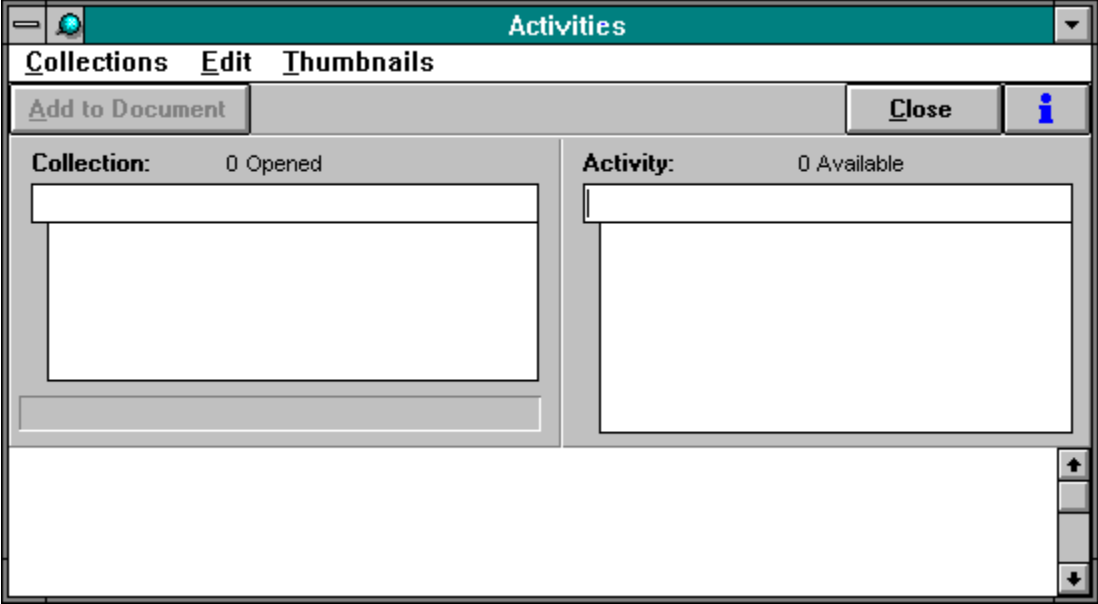 Activities
Collections Edit Thumbnails
Add to Document Close i
Collection: 0 Opened Activity: 0 Available